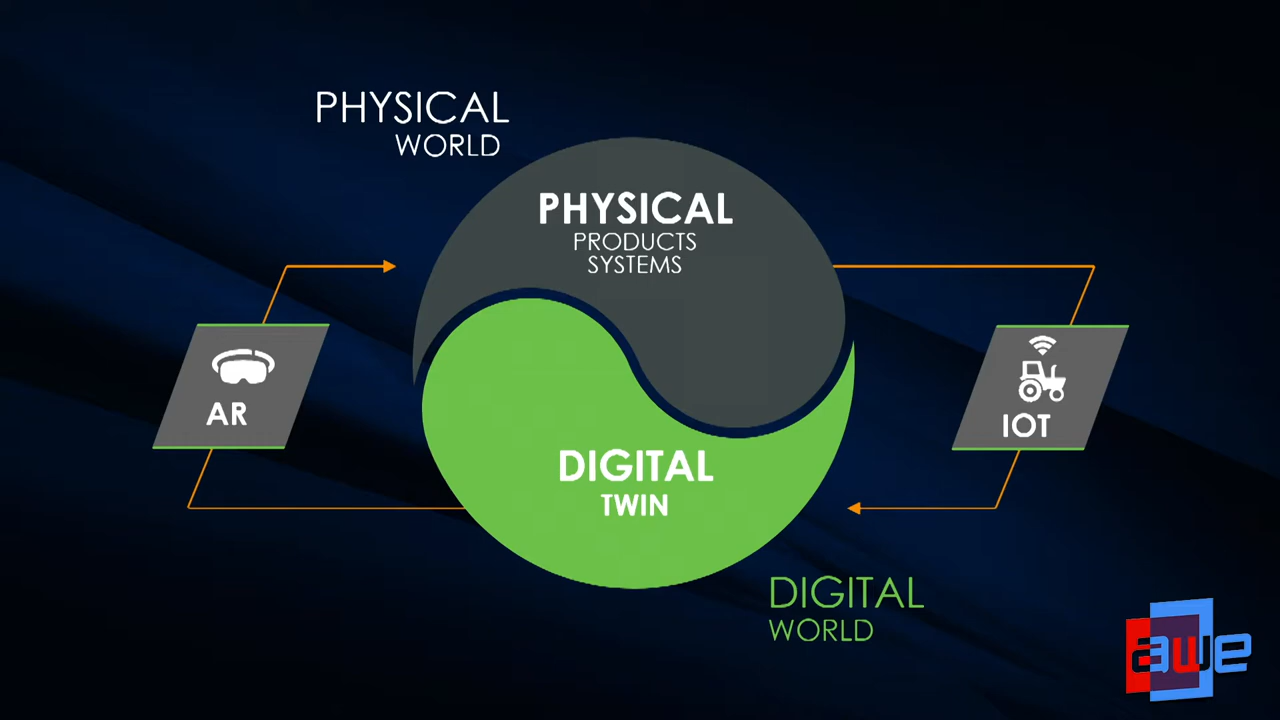 PHYSICAL
WORLD
PHYSICAL
PRODUCTS
SYSTEMS
AR
IOT
DIGITAL
TWIN
DIGITAL
WORLD
awe